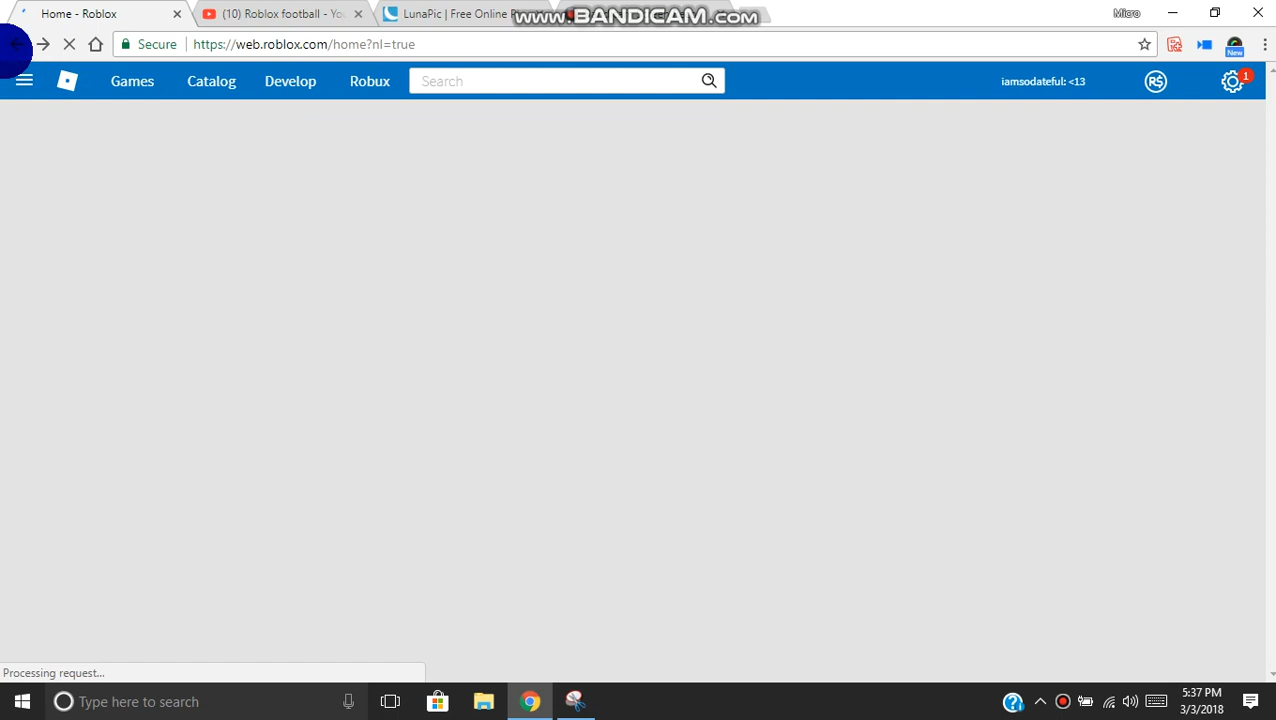 Home - Roblox
(10) Roblox football - You
LunaPic | Free Online P
www.BANDICAM.com
Micro
Secure
https://web.roblox.com/home?nl=true
New
Games
Catalog
Develop
Robux
Search
iamsodateful: <13
R$
1
Processing request...
Type here to search
5:37 PM
3/3/2018